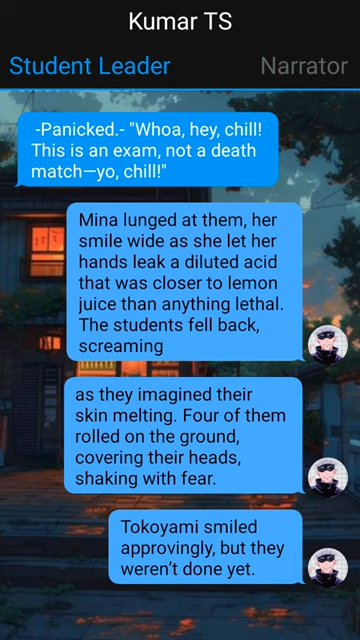 Kumar TS
Student Leader
Narrator
-Panicked.- "Whoa, hey, chill!
This is an exam, not a death
match—yo, chill!"
Mina lunged at them, her
smile wide as she let her
hands leak a diluted acid
that was closer to lemon
juice than anything lethal.
The students fell back,
screaming
as they imagined their
skin melting. Four of them
rolled on the ground,
covering their heads,
shaking with fear.
Tokoyami smiled
approvingly, but they
weren’t done yet.